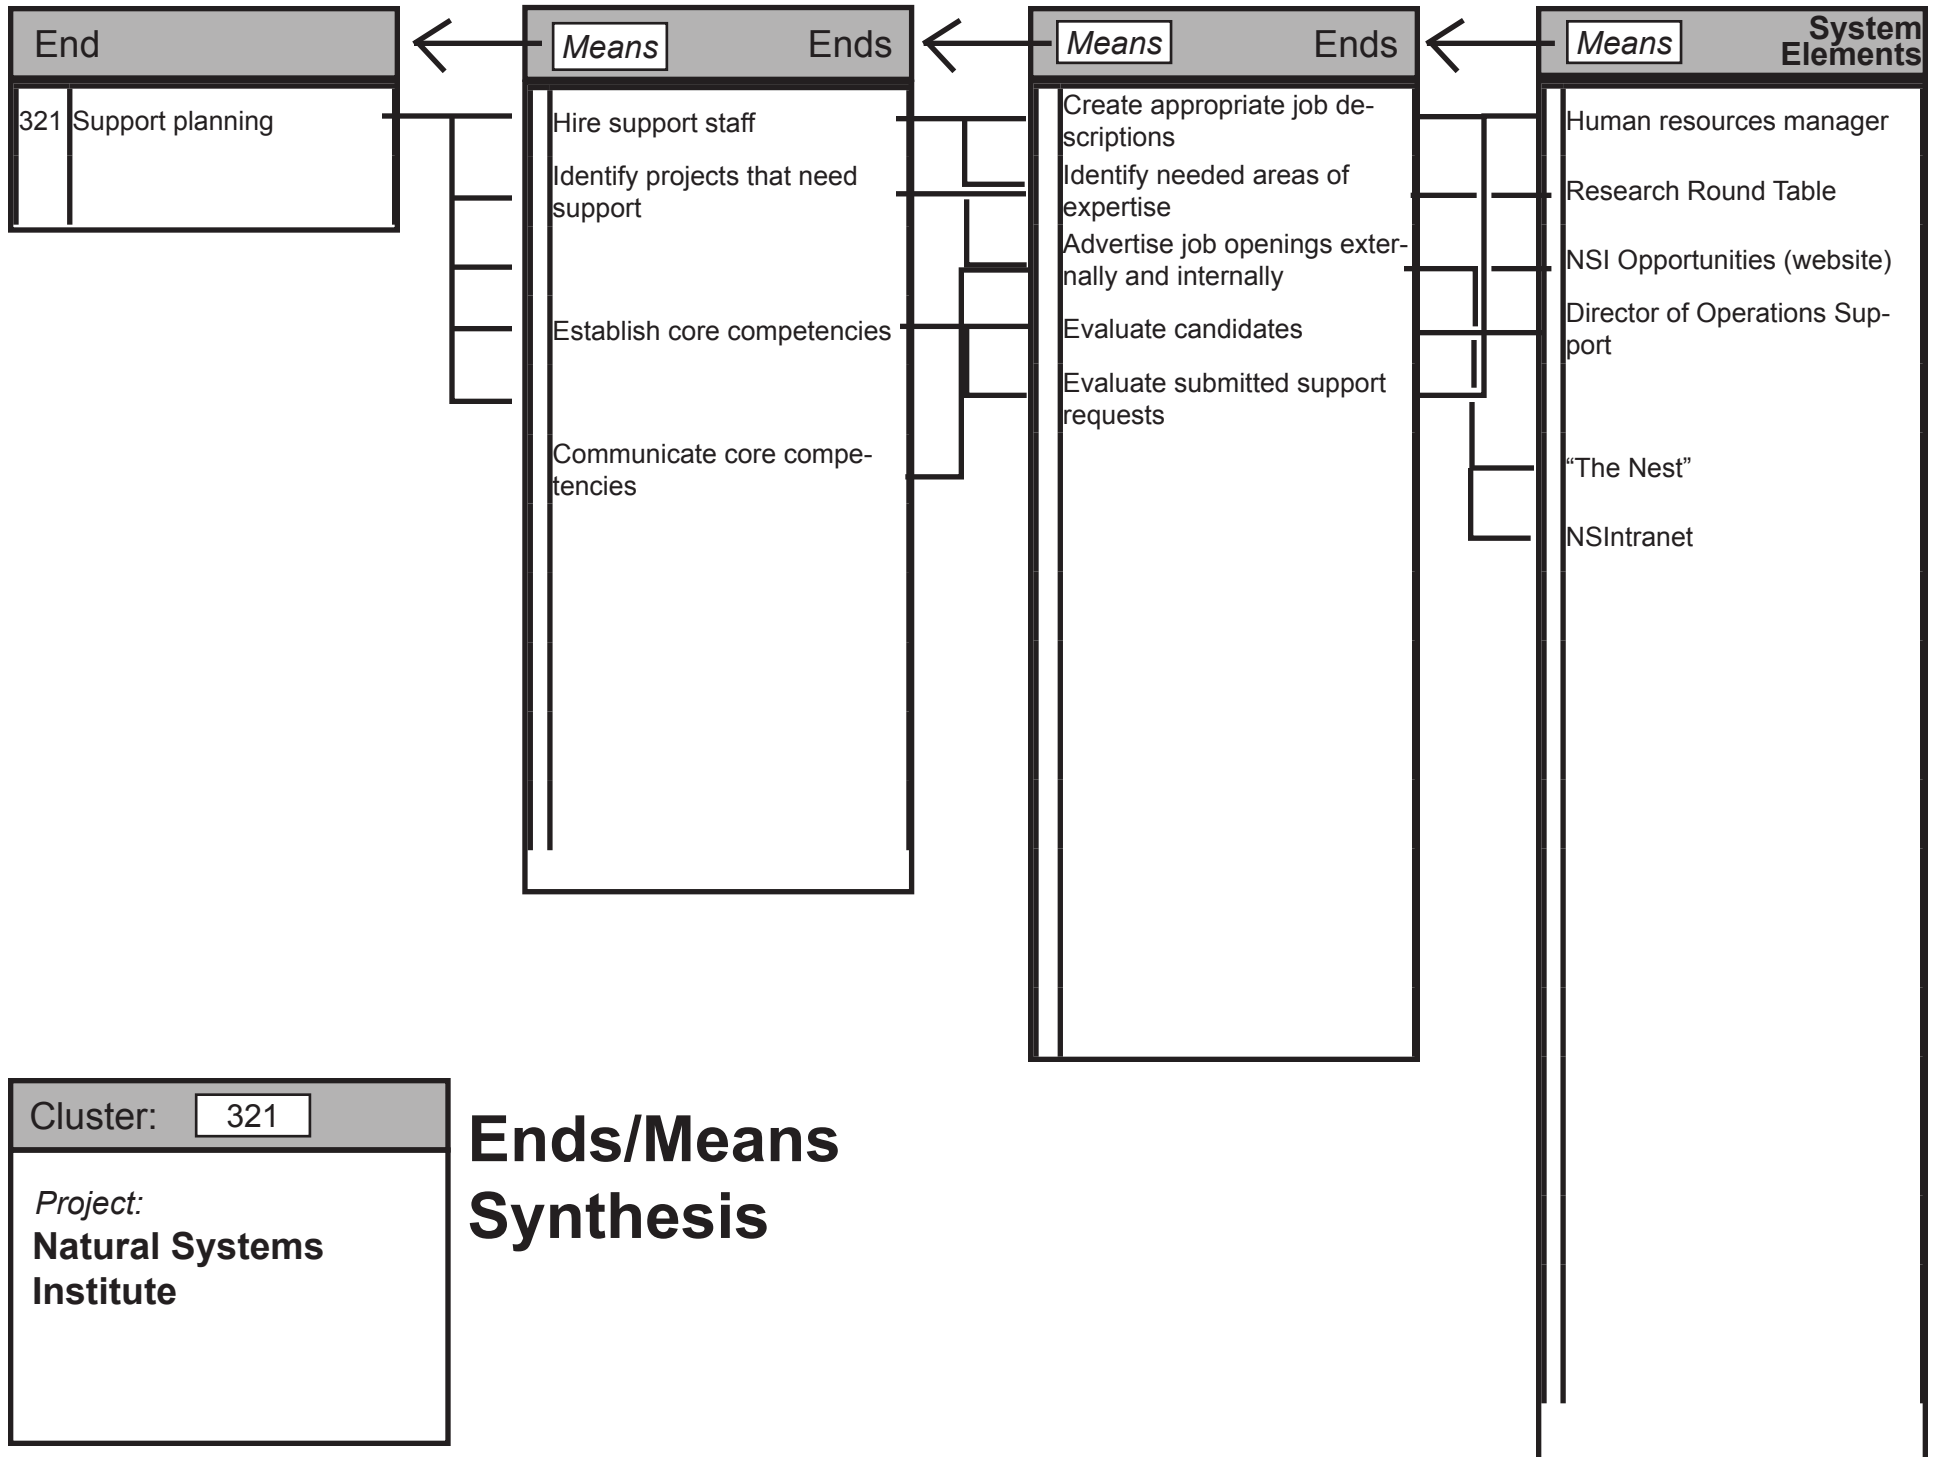 End
321 Support planning
Means Ends
Hire support staff
Identify projects that need
support
Establish core competencies
Communicate core compe-
tencies
Means Ends
Create appropriate job de-
scriptions
Identify needed areas of
expertise
Advertise job openings exter-
nally and internally
Evaluate candidates
Evaluate submitted support
requests
Means System
Elements
Human resources manager
Research Round Table
NSI Opportunities (website)
Director of Operations Sup-
port
“The Nest”
NSIntranet
Cluster: 321
Project:
Natural Systems
Institute
Ends/Means
Synthesis